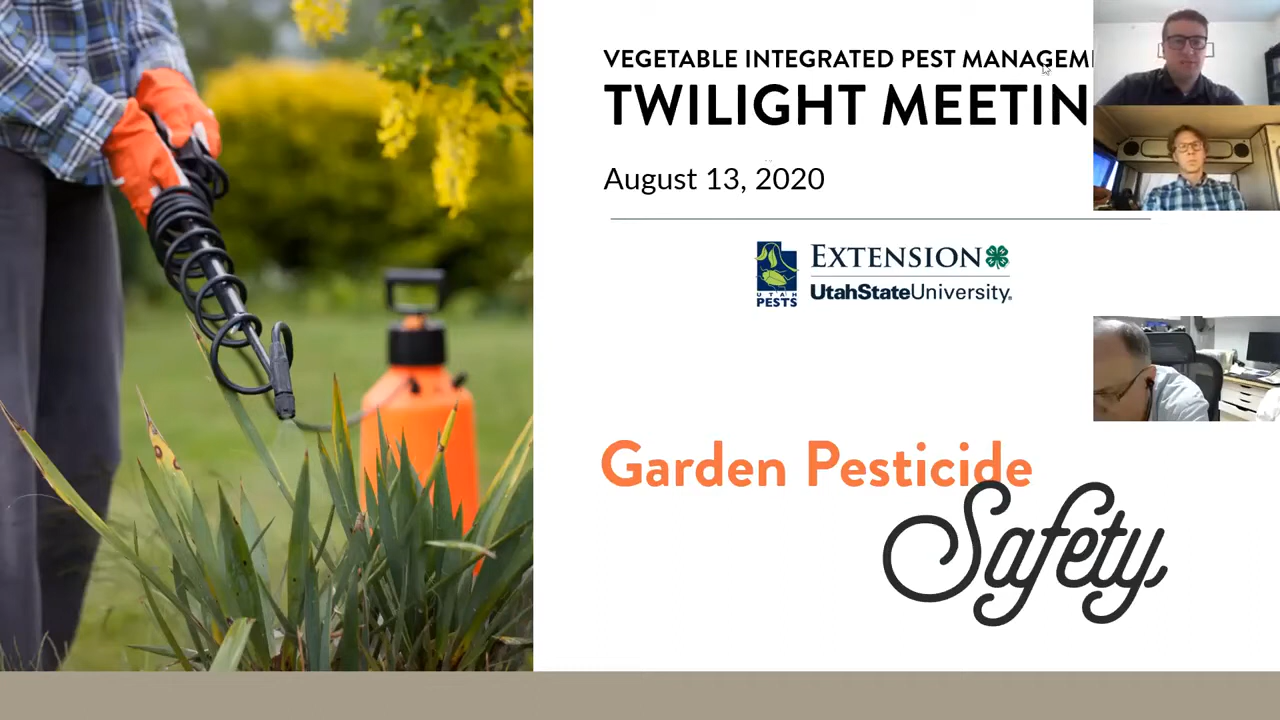 VEGETABLE INTEGRATED PEST MANAGEM
TWILIGHT MEETIN
August 13, 2020
UTAH
PESTS
EXTENSION
UtahStateUniversity.
Garden Pesticide
Safety